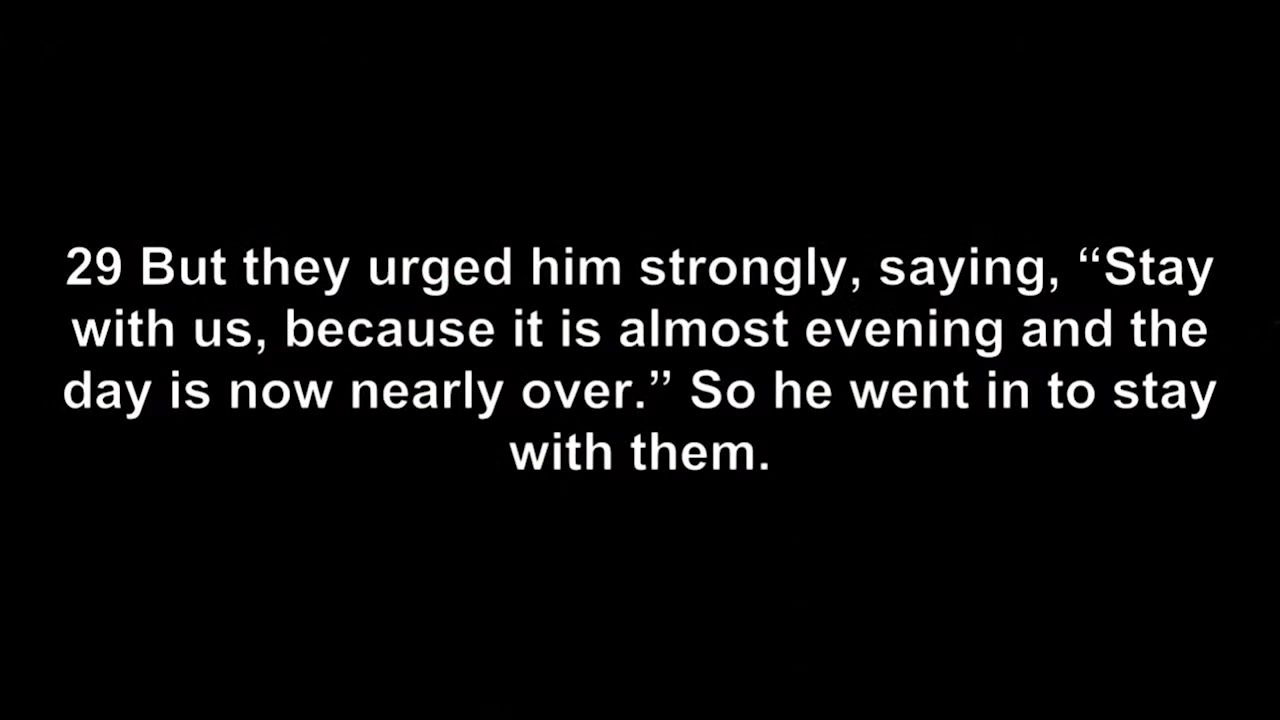 29 But they urged him strongly, saying, “Stay
with us, because it is almost evening and the
day is now nearly over.” So he went in to stay
with them.